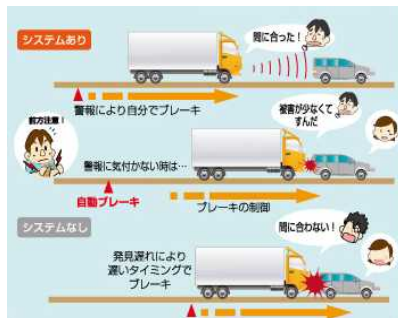 システムあり
間に合った！
警報により自分でブレーキ
前方注意！
被害が少なくて
すんだ
警報に気付かない時は…
自動ブレーキ
ブレーキの制御
システムなし
間に合わない！
発見遅れにより
遅いタイミングで
ブレーキ